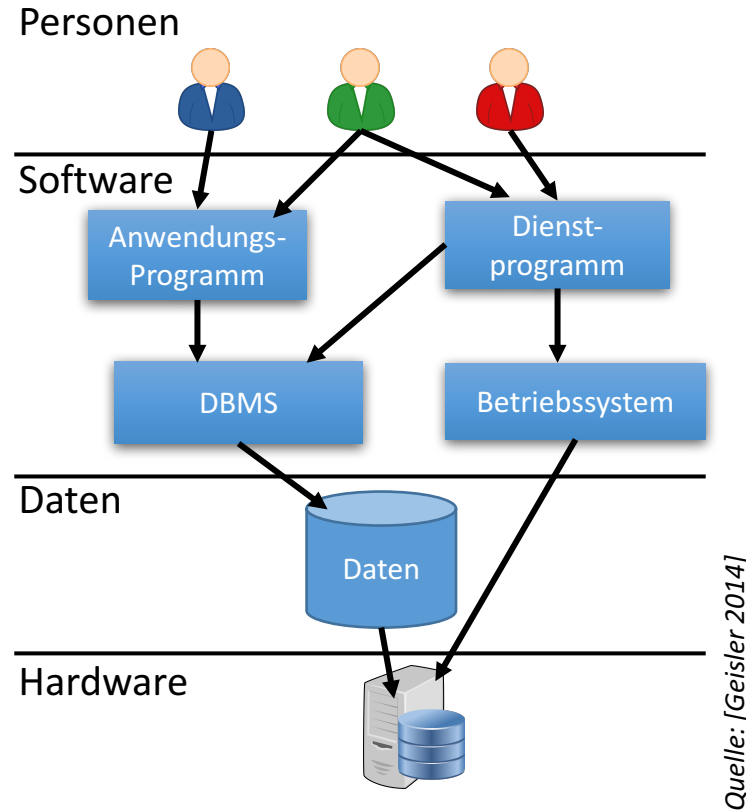 Personen
Software
Anwendungs-
Programm
Dienst-
programm
DBMS
Betriebssystem
Daten
Daten
Hardware
Quelle: [Geisler 2014]